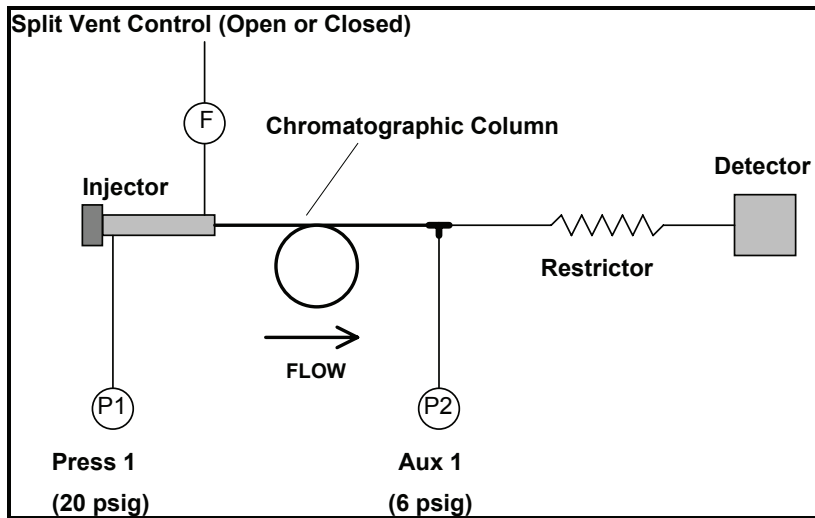 Split Vent Control (Open or Closed)
F
Chromatographic Column
Detector
Injector
Restrictor
FLOW
P1
P2
Press 1
Aux 1
(20 psig)
(6 psig)